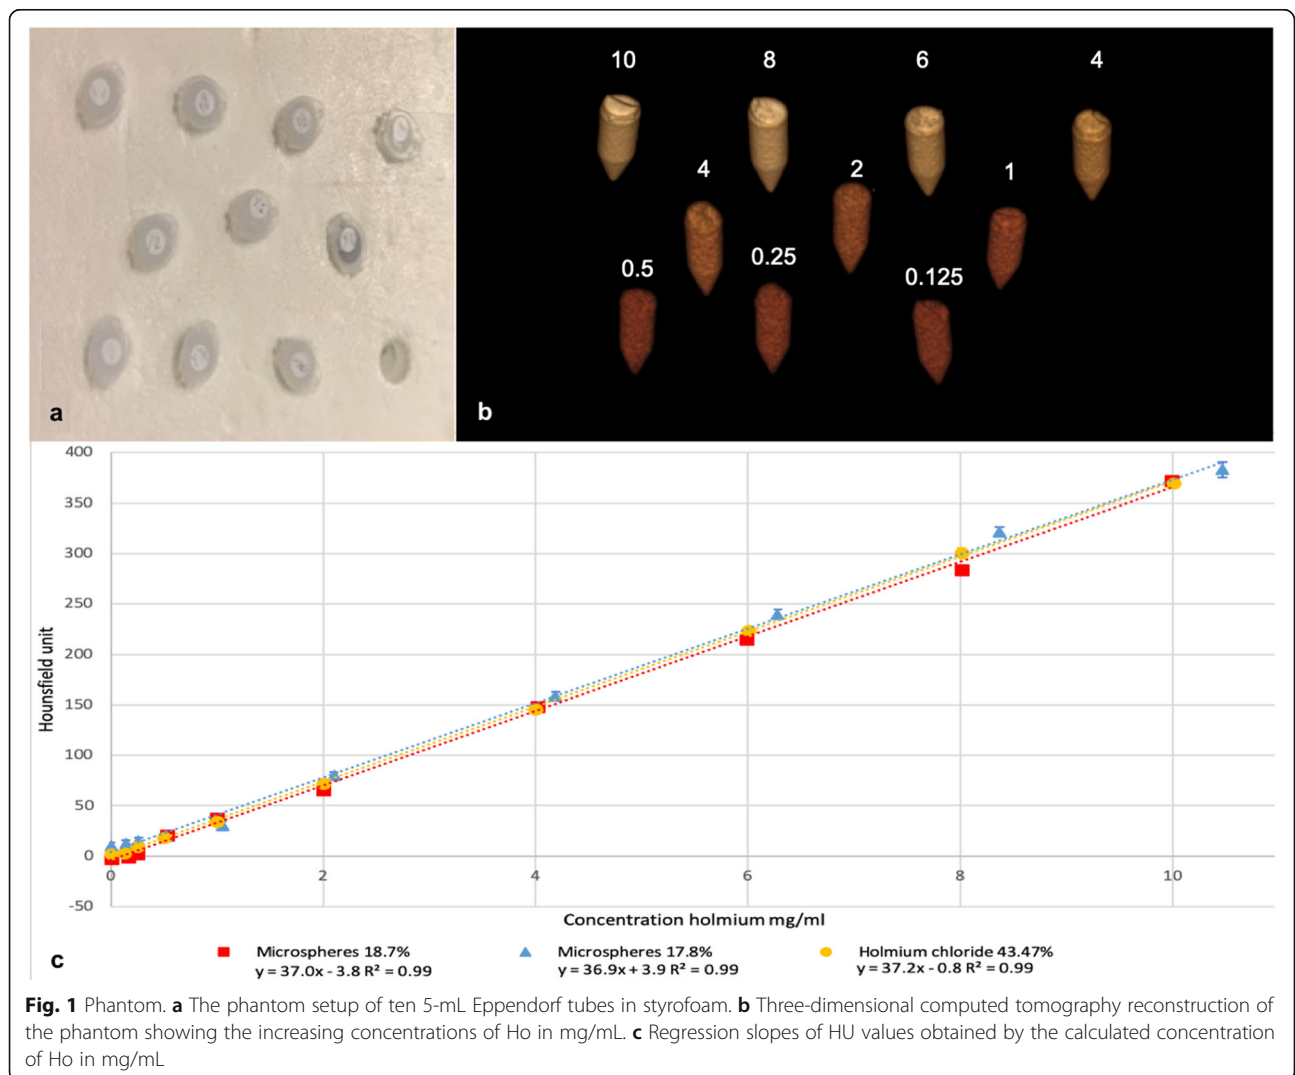 10 8 6 4
4 2 1
0.5 0.25 0.125
a b
400
350
300
250
200
150
100
50
0
-50
Hounsfield unit
0 2 4 6 8 10
Concentration holmium mg/ml
Microspheres 18.7% Microspheres 17.8% Holmium chloride 43.47%
y = 37.0x - 3.8 R² = 0.99 y = 36.9x + 3.9 R² = 0.99 y = 37.2x - 0.8 R² = 0.99
c
Fig. 1 Phantom. a The phantom setup of ten 5-mL Eppendorf tubes in styrofoam. b Three-dimensional computed tomography reconstruction of
the phantom showing the increasing concentrations of Ho in mg/mL. c Regression slopes of HU values obtained by the calculated concentration
of Ho in mg/mL